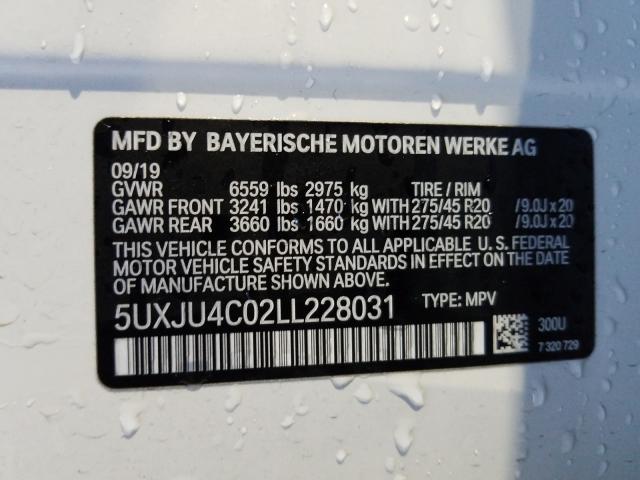 MFD BY BAYERISCHE MOTOREN WERKE AG
09/19
GVWR 6559 lbs 2975 kg TIRE / RIM
GAWR FRONT 3241 lbs 1470 kg WITH 275/45 R20 /9.0J x 20
GAWR REAR 3660 lbs 1660 kg WITH 275/45 R20 /9.0J x 20
THIS VEHICLE CONFORMS TO ALL APPLICABLE U. S. FEDERAL
MOTOR VEHICLE SAFETY STANDARDS IN EFFECT ON THE DATE OF
MANUFACTURE SHOWN ABOVE.
5UXJU4C02LL228031 TYPE: MPV
300U
7 320 729